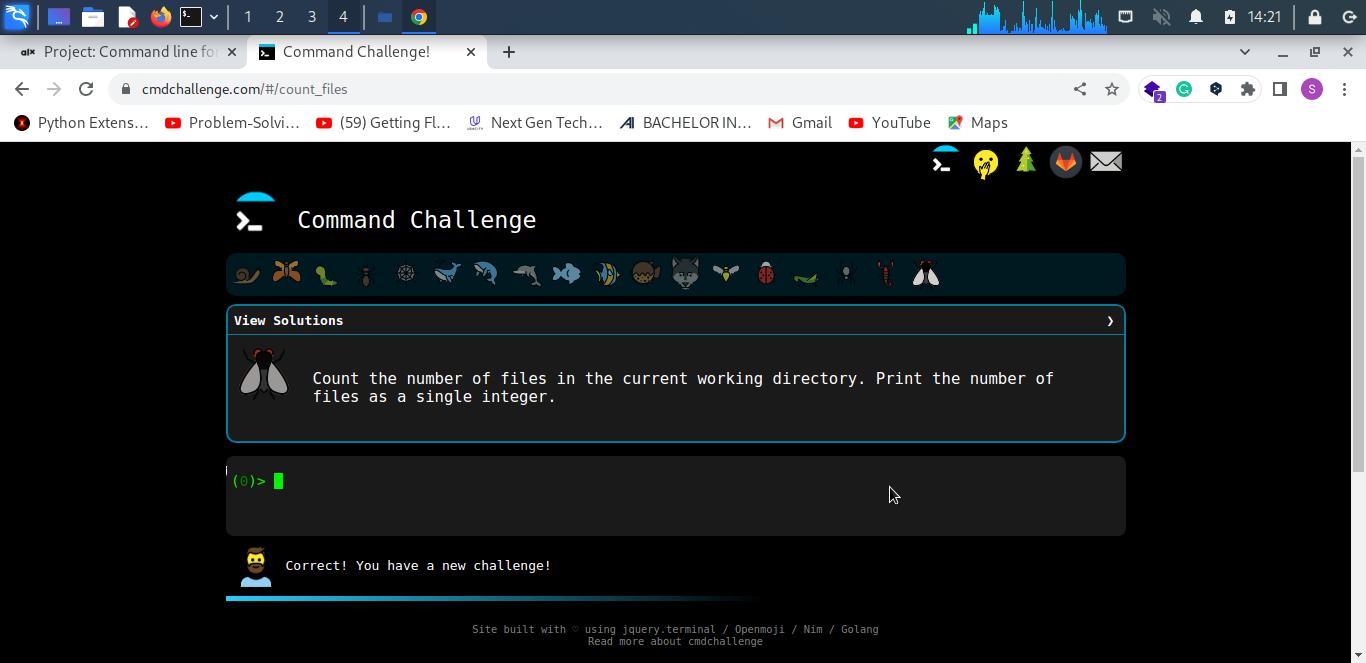 1 2 3 4 14:21
alx Project: Command line for Command Challenge!
cmdchallenge.com/#/count_files 2 S
Python Extens... Problem-Solvi... (59) Getting Fl... Next Gen Tech... BACHELOR IN... Gmail YouTube Maps
Command Challenge
View Solutions
Count the number of files in the current working directory. Print the number of
files as a single integer.
(0)>
Correct! You have a new challenge!
Site built with ♡ using jquery.terminal / Openmoji / Nim / Golang
Read more about cmdchallenge